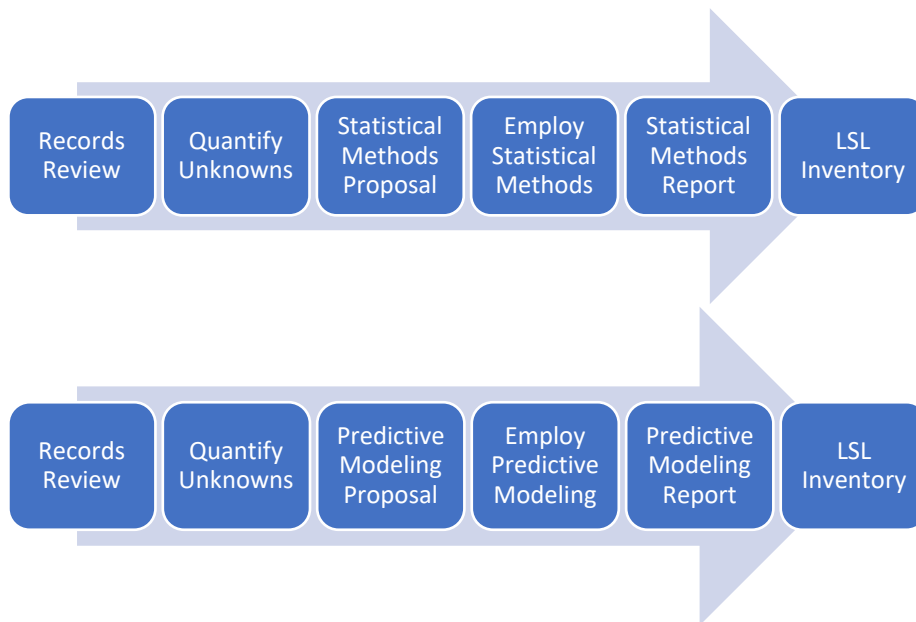 Records
Review
Quantify
Unknowns
Statistical
Methods
Proposal
Employ
Statistical
Methods
Statistical
Methods
Report
LSL
Inventory
Records
Review
Quantify
Unknowns
Predictive
Modeling
Proposal
Employ
Predictive
Modeling
Predictive
Modeling
Report
LSL
Inventory